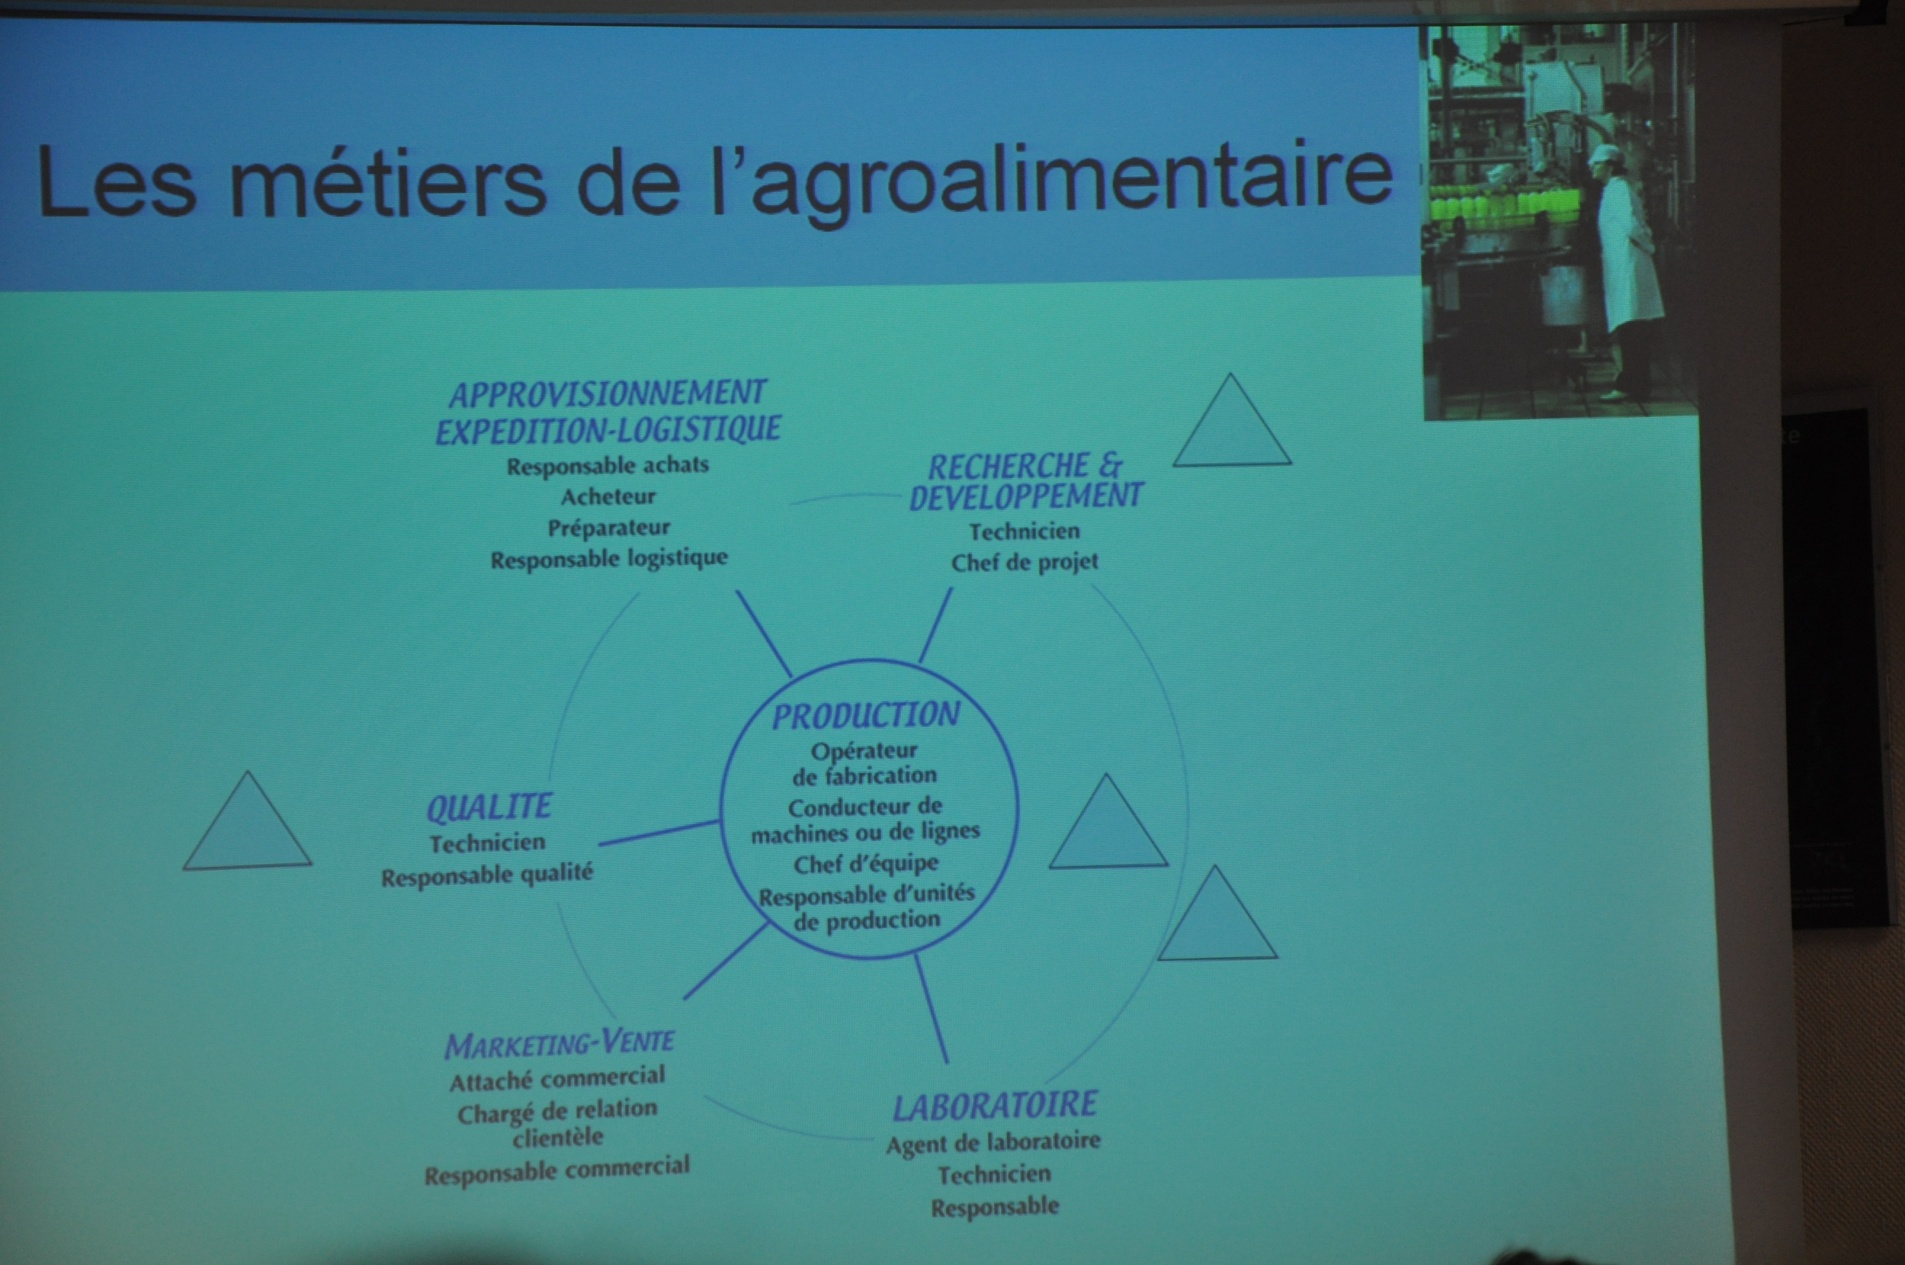 Les métiers de l'agroalimentaire
APPROVISIONNEMENT
EXPEDITION-LOGISTIQUE
Responsable achats
Acheteur
Préparateur
Responsable logistique
RECHERCHE &
DEVELOPPEMENT
Technicien
Chef de projet
PRODUCTION
Opérateur
de fabrication
Conducteur de
machines ou de lignes
Chef d'équipe
Responsable d'unités
de production
QUALITE
Technicien
Responsable qualité
MARKETING-VENTE
Attaché commercial
Chargé de relation
clientèle
Responsable commercial
LABORATOIRE
Agent de laboratoire
Technicien
Responsable